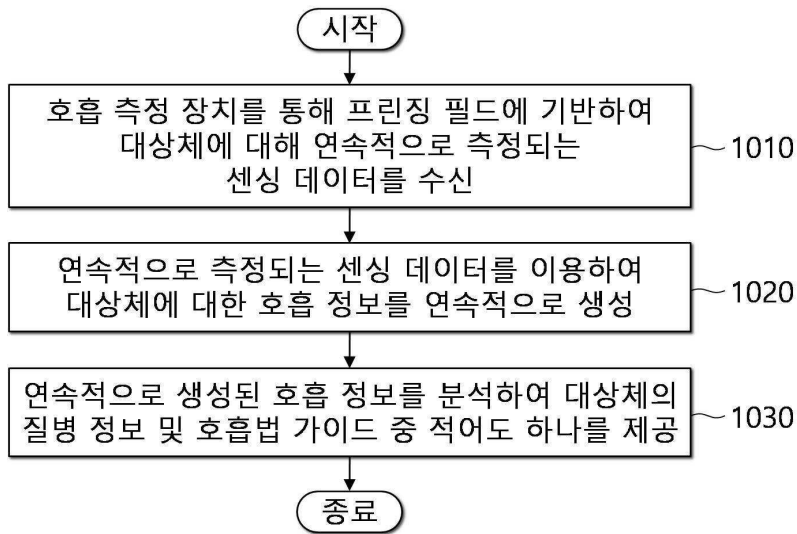 시작
호흡 측정 장치를 통해 프린징 필드에 기반하여
대상체에 대해 연속적으로 측정되는
센싱 데이터를 수신
1010
연속적으로 측정되는 센싱 데이터를 이용하여
대상체에 대한 호흡 정보를 연속적으로 생성
1020
연속적으로 생성된 호흡 정보를 분석하여 대상체의
질병 정보 및 호흡법 가이드 중 적어도 하나를 제공
1030
종료